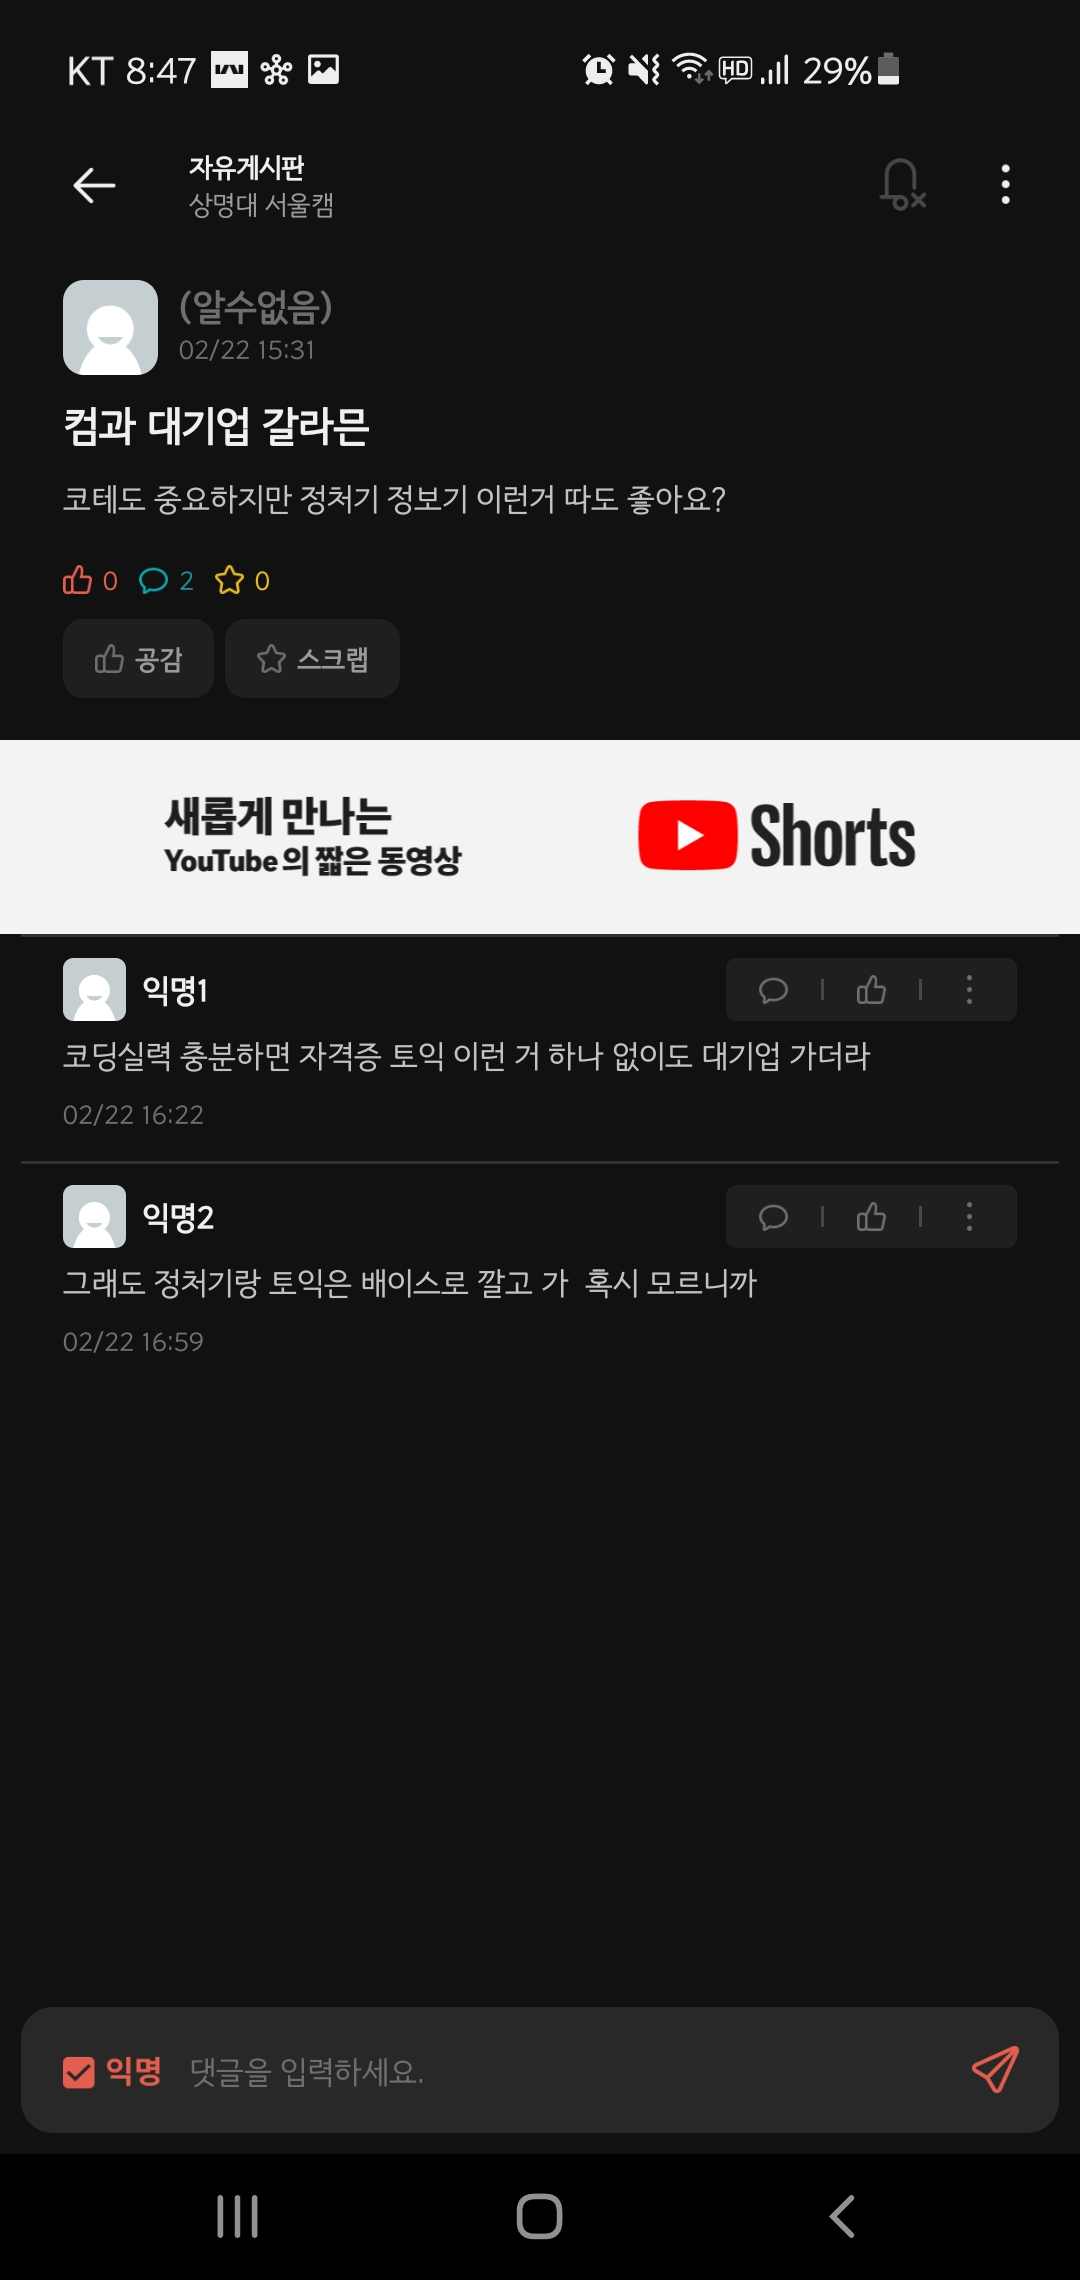 KT 8:47 HD 29%
자유게시판
상명대 서울캠
(알수없음)
02/22 15:31
컴과 대기업 갈라믄
코테도 중요하지만 정처기 정보기 이런거 따도 좋아요?
0 2 0
공감 스크랩
새롭게 만나는
YouTube의 짧은 동영상
Shorts
익명1
코딩실력 충분하면 자격증 토익 이런 거 하나 없이도 대기업 가더라
02/22 16:22
익명2
그래도 정처기랑 토익은 배이스로 깔고 가  혹시 모르니까
02/22 16:59
익명 댓글을 입력하세요.